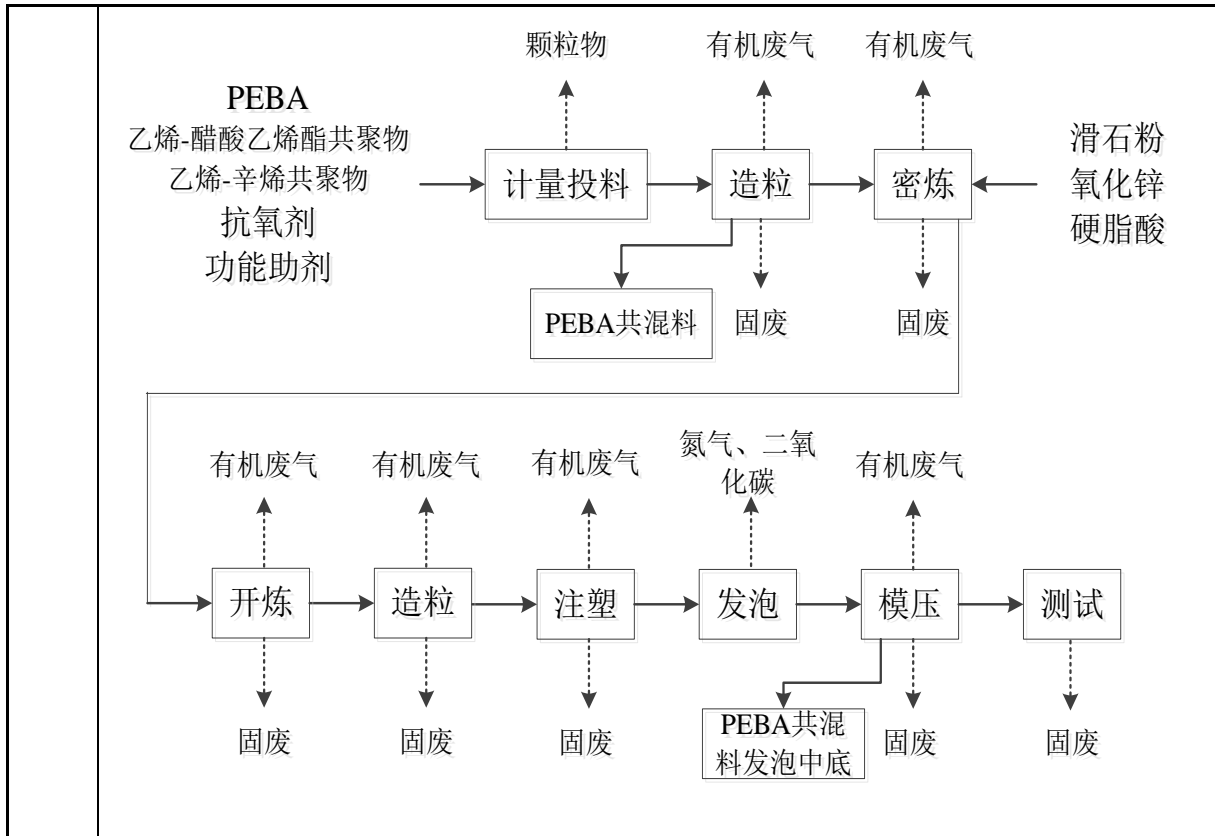 颗粒物
有机废气
有机废气
PEBA
乙烯-醋酸乙烯酯共聚物
乙烯-辛烯共聚物
抗氧剂
功能助剂
计量投料
造粒
密炼
滑石粉
氧化锌
硬脂酸
PEBA共混料
固废
固废
有机废气
有机废气
有机废气
氮气、二氧
化碳
有机废气
开炼
造粒
注塑
发泡
模压
测试
固废
固废
固废
PEBA共混
料发泡中底
固废
固废